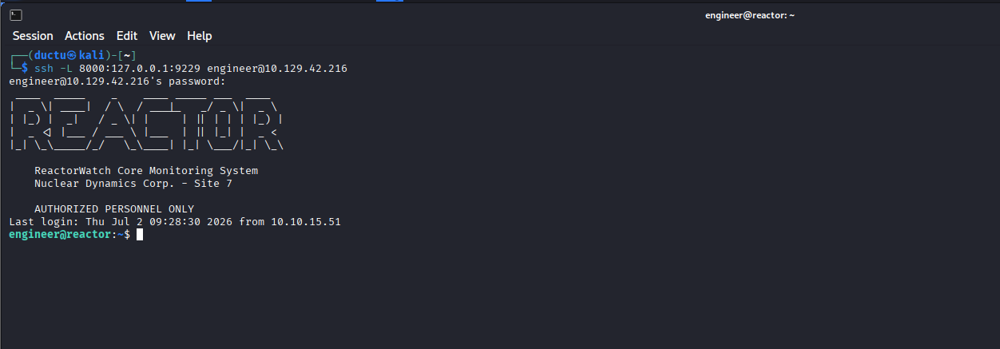 engineer@reactor: ~
Session Actions Edit View Help
┌──(ductu㉿kali)-[~]
└─$ ssh -L 8000:127.0.0.1:9229 engineer@10.129.42.216
engineer@10.129.42.216's password:
 ____  _____    _    ____ _____ ___  ____
|  _ \| ____|  / \  / ___|_   _/ _ \|  _ \
| |_) |  _|   / _ \| |     | || | | | |_) |
|  _ <| |___ / ___ \ |___  | || |_| |  _ <
|_| \_\_____/_/   \_\____| |_| \___/|_| \_\
ReactorWatch Core Monitoring System
Nuclear Dynamics Corp. - Site 7
AUTHORIZED PERSONNEL ONLY
Last login: Thu Jul 2 09:28:30 2026 from 10.10.15.51
engineer@reactor:~$